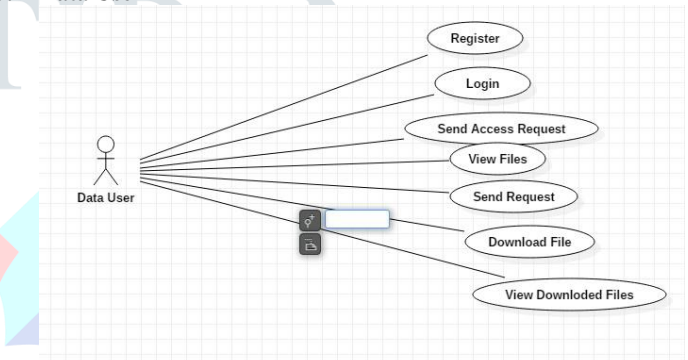 Register
Login
Send Access Request
View Files
Send Request
Data User
Download File
View Downloded Files